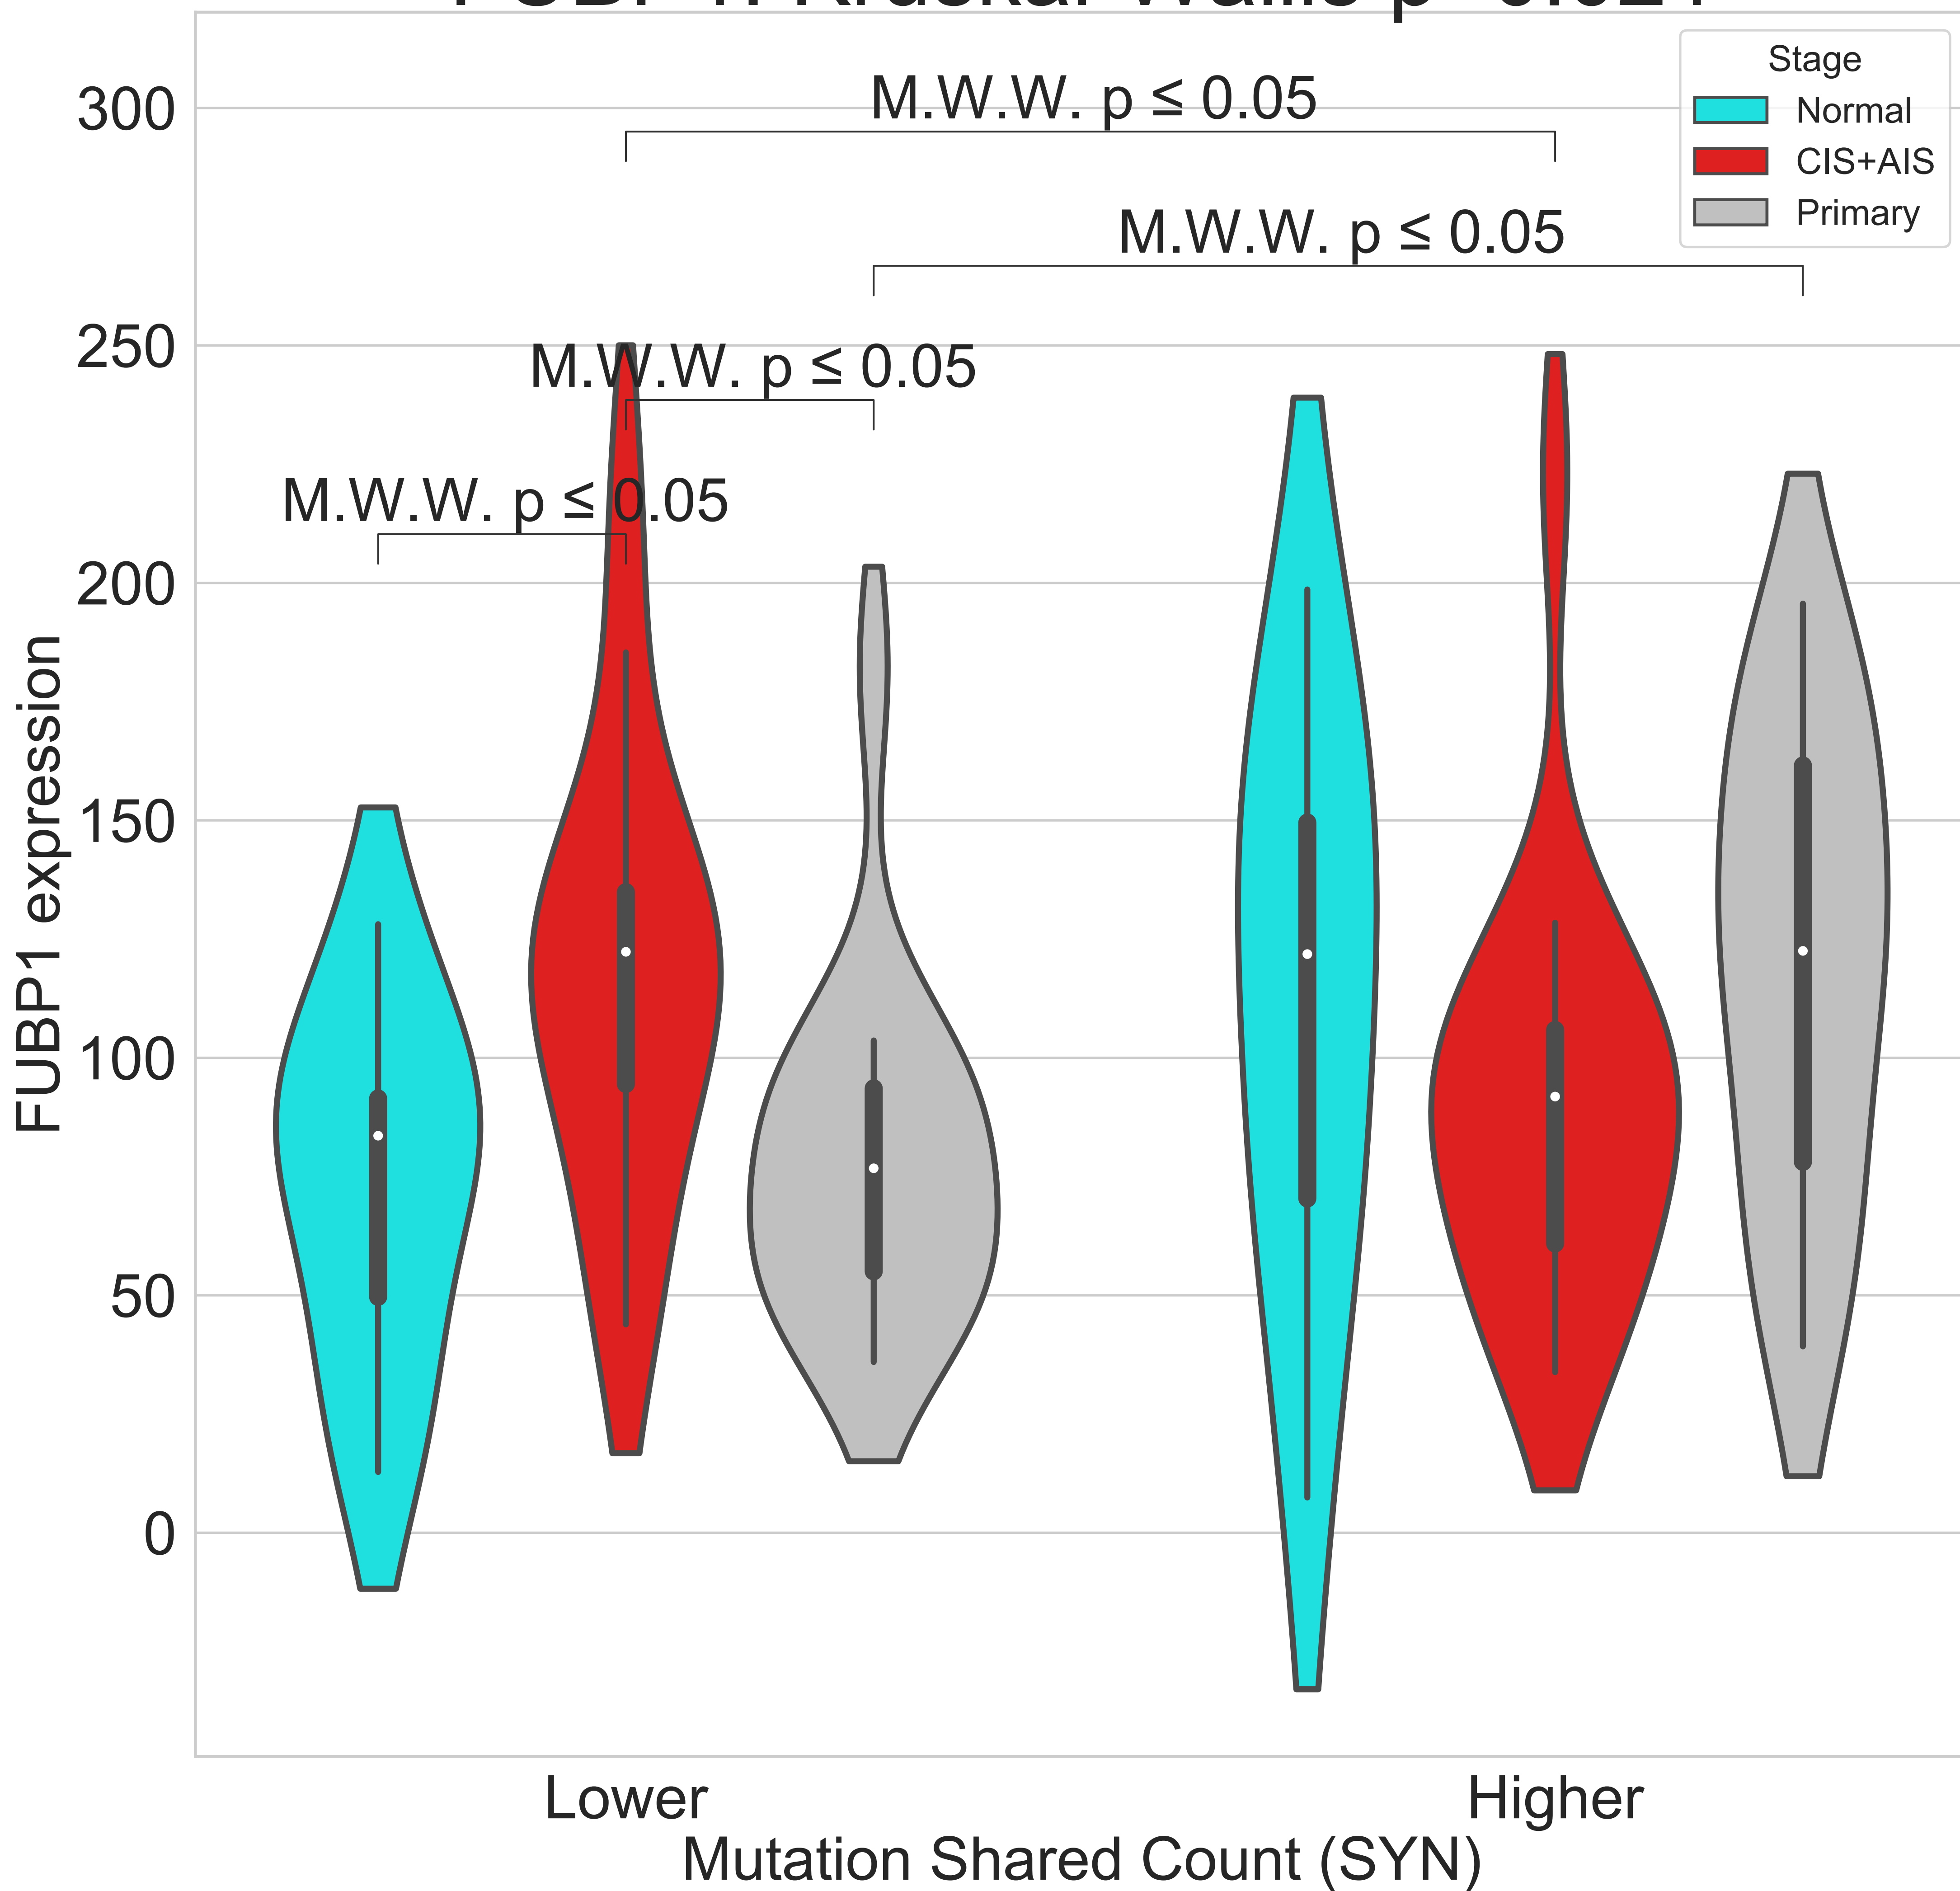 M.W.W. p ≤ 0.05
M.W.W. p ≤ 0.05
M.W.W. p ≤ 0.05
M.W.W. p ≤ 0.05
Stage
Normal
CIS+AIS
Primary
300
250
200
150
100
50
0
FUBP1 expression
Lower
Higher
Mutation Shared Count (SYN)